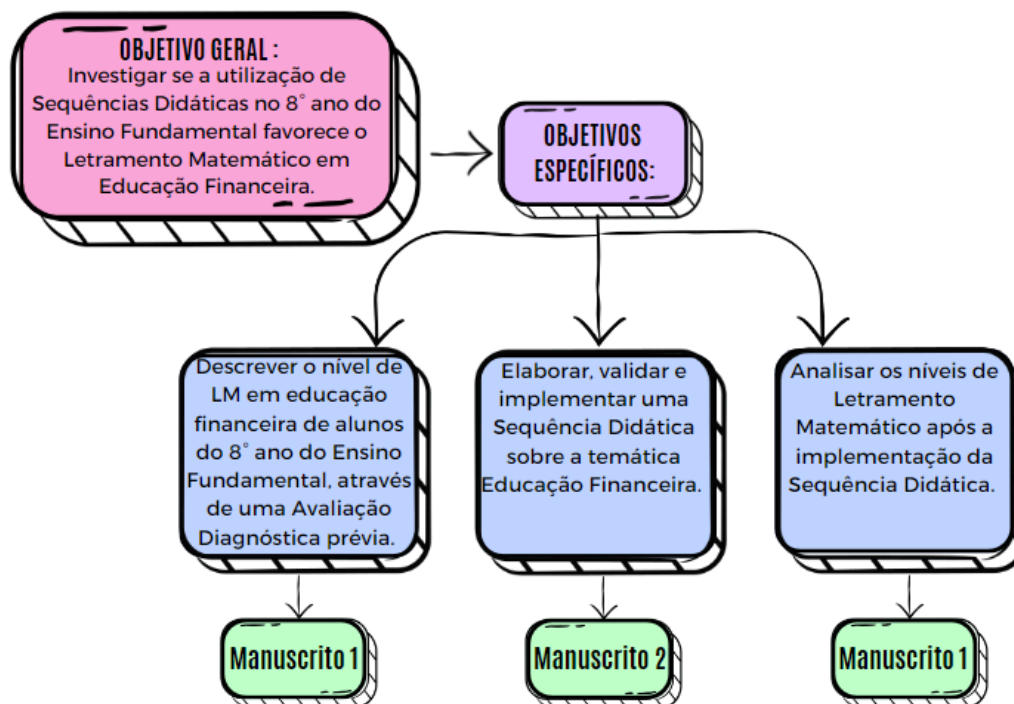 OBJETIVO GERAL :
Investigar se a utilização de
Sequências Didáticas no 8° ano do
Ensino Fundamental favorece o
Letramento Matemático em
Educação Financeira.
OBJETIVOS
ESPECÍFICOS:
Descrever o nível de
LM em educação
financeira de alunos
do 8° ano do Ensino
Fundamental, através
de uma Avaliação
Diagnóstica prévia.
Elaborar, validar e
implementar uma
Sequência Didática
sobre a temática
Educação Financeira.
Analisar os níveis de
Letramento
Matemático após a
implementação da
Sequência Didática.
Manuscrito 1
Manuscrito 2
Manuscrito 1